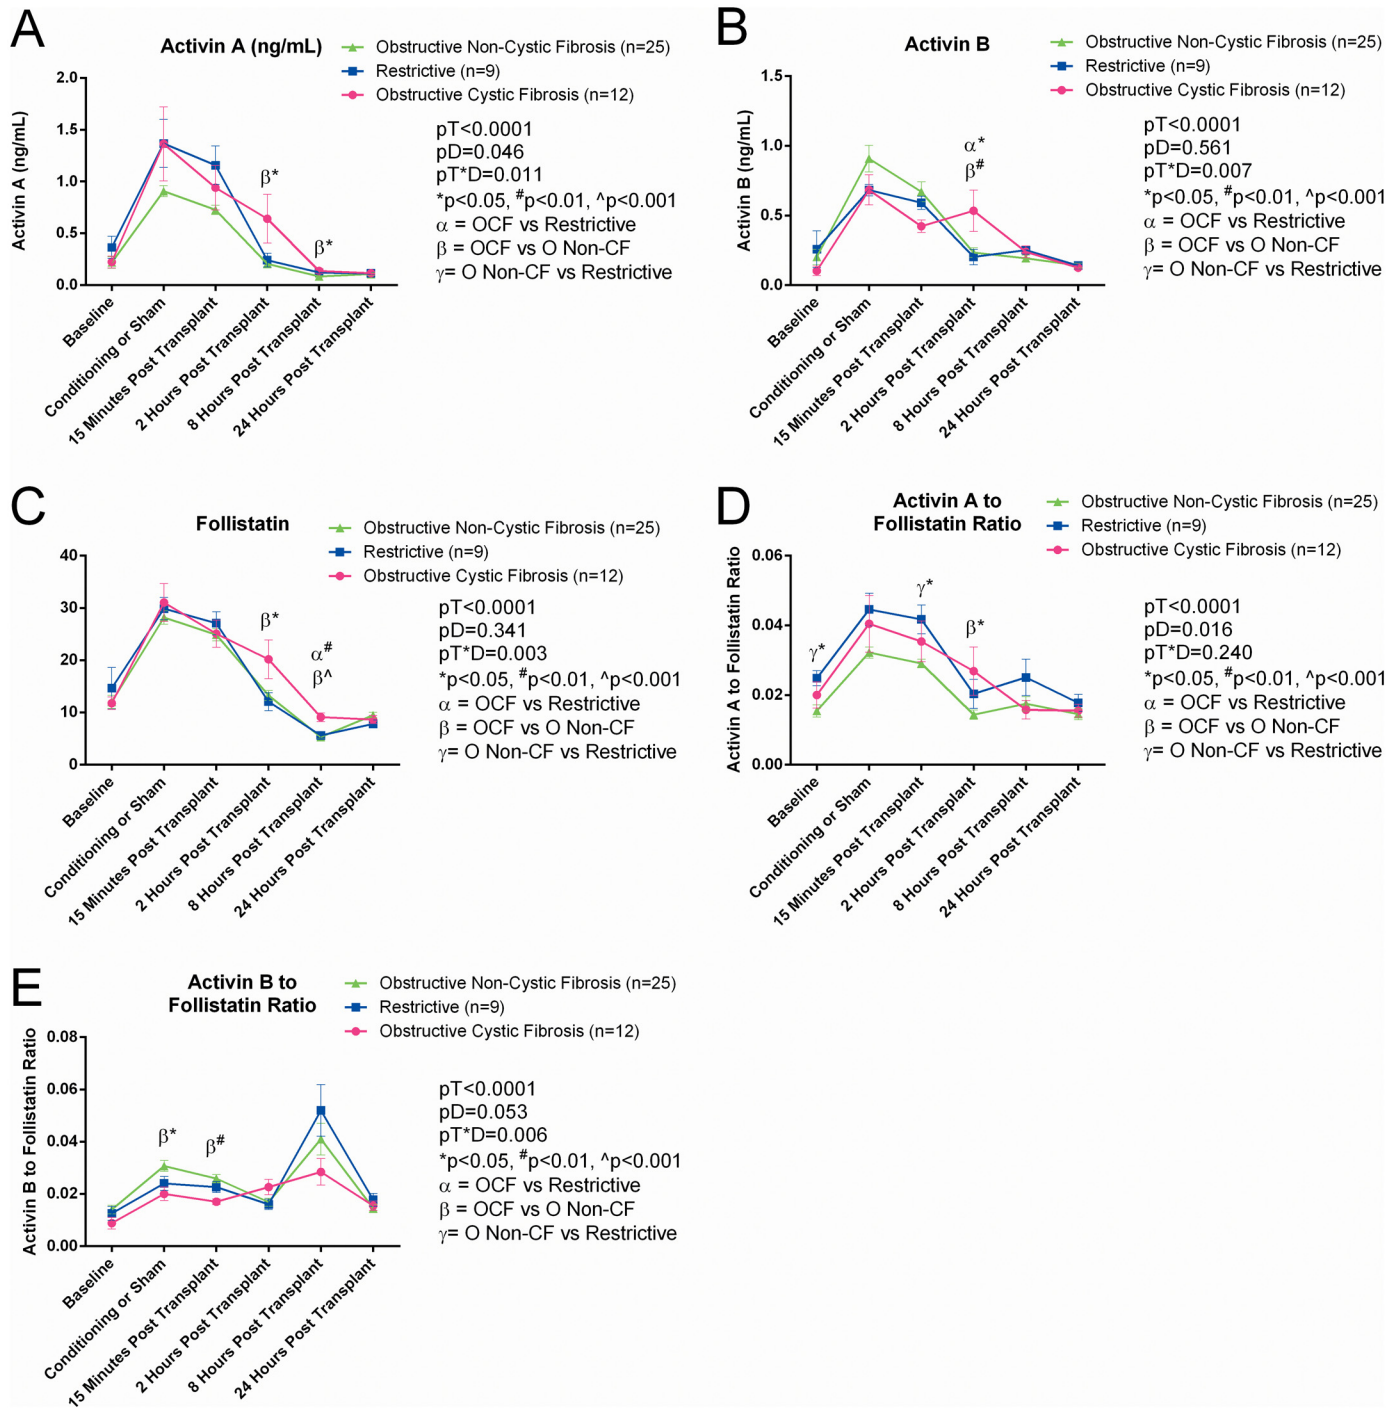 A
Activin A (ng/mL)
Obstructive Non-Cystic Fibrosis (n=25)
Restrictive (n=9)
Obstructive Cystic Fibrosis (n=12)
Activin A (ng/mL)
2.0
1.5
1.0
0.5
0.0
β*
β*
pT<0.0001
pD=0.046
pT*D=0.011
*p<0.05, #p<0.01, ^p<0.001
α = OCF vs Restrictive
β = OCF vs O Non-CF
γ= O Non-CF vs Restrictive
Baseline
Conditioning or Sham
15 Minutes Post Transplant
2 Hours Post Transplant
8 Hours Post Transplant
24 Hours Post Transplant
B
Activin B
Obstructive Non-Cystic Fibrosis (n=25)
Restrictive (n=9)
Obstructive Cystic Fibrosis (n=12)
Activin B (ng/mL)
1.5
1.0
0.5
0.0
α*
β#
pT<0.0001
pD=0.561
pT*D=0.007
*p<0.05, #p<0.01, ^p<0.001
α = OCF vs Restrictive
β = OCF vs O Non-CF
γ= O Non-CF vs Restrictive
Baseline
Conditioning or Sham
15 Minutes Post Transplant
2 Hours Post Transplant
8 Hours Post Transplant
24 Hours Post Transplant
C
Follistatin
Obstructive Non-Cystic Fibrosis (n=25)
Restrictive (n=9)
Obstructive Cystic Fibrosis (n=12)
40
30
20
10
0
β*
α#
β^
pT<0.0001
pD=0.341
pT*D=0.003
*p<0.05, #p<0.01, ^p<0.001
α = OCF vs Restrictive
β = OCF vs O Non-CF
γ= O Non-CF vs Restrictive
Baseline
Conditioning or Sham
15 Minutes Post Transplant
2 Hours Post Transplant
8 Hours Post Transplant
24 Hours Post Transplant
D
Activin A to
Follistatin Ratio
Obstructive Non-Cystic Fibrosis (n=25)
Restrictive (n=9)
Obstructive Cystic Fibrosis (n=12)
Activin A to Follistatin Ratio
0.06
0.04
0.02
0.00
γ*
γ*
β*
pT<0.0001
pD=0.016
pT*D=0.240
*p<0.05, #p<0.01, ^p<0.001
α = OCF vs Restrictive
β = OCF vs O Non-CF
γ= O Non-CF vs Restrictive
Baseline
Conditioning or Sham
15 Minutes Post Transplant
2 Hours Post Transplant
8 Hours Post Transplant
24 Hours Post Transplant
E
Activin B to
Follistatin Ratio
Obstructive Non-Cystic Fibrosis (n=25)
Restrictive (n=9)
Obstructive Cystic Fibrosis (n=12)
Activin B to Follistatin Ratio
0.08
0.06
0.04
0.02
0.00
β*
β#
pT<0.0001
pD=0.053
pT*D=0.006
*p<0.05, #p<0.01, ^p<0.001
α = OCF vs Restrictive
β = OCF vs O Non-CF
γ= O Non-CF vs Restrictive
Baseline
Conditioning or Sham
15 Minutes Post Transplant
2 Hours Post Transplant
8 Hours Post Transplant
24 Hours Post Transplant